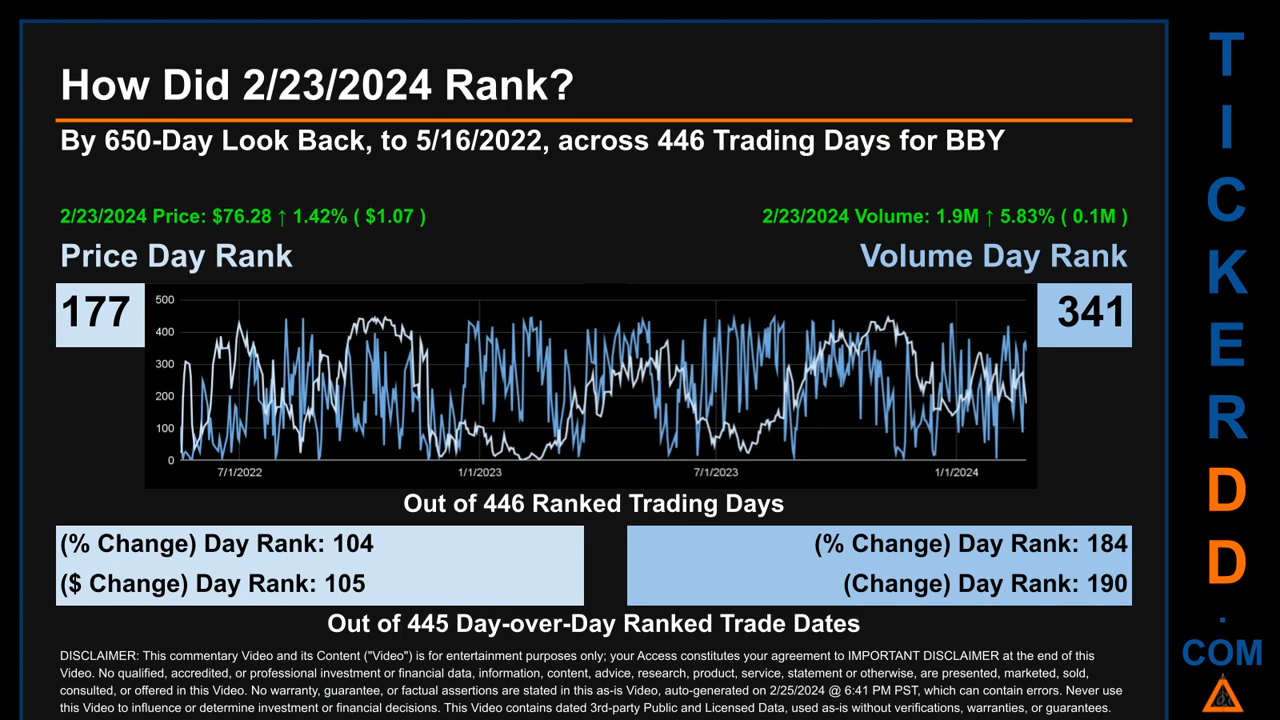 How Did 2/23/2024 Rank?
By 650-Day Look Back, to 5/16/2022, across 446 Trading Days for BBY
2/23/2024 Price: $76.28 ↑ 1.42% ( $1.07 )
2/23/2024 Volume: 1.9M ↑ 5.83% ( 0.1M )
Price Day Rank
Volume Day Rank
177
341
500
400
300
200
100
0
7/1/2022
1/1/2023
7/1/2023
1/1/2024
Out of 446 Ranked Trading Days
(% Change) Day Rank: 104
($ Change) Day Rank: 105
(% Change) Day Rank: 184
(Change) Day Rank: 190
Out of 445 Day-over-Day Ranked Trade Dates
DISCLAIMER: This commentary Video and its Content ("Video") is for entertainment purposes only; your Access constitutes your agreement to IMPORTANT DISCLAIMER at the end of this
Video. No qualified, accredited, or professional investment or financial data, information, content, advice, research, product, service, statement or otherwise, are presented, marketed, sold,
consulted, or offered in this Video. No warranty, guarantee, or factual assertions are stated in this as-is Video, auto-generated on 2/25/2024 @ 6:41 PM PST, which can contain errors. Never use
this Video to influence or determine investment or financial decisions. This Video contains dated 3rd-party Public and Licensed Data, used as-is without verifications, warranties, or guarantees.
T
I
C
K
E
R
D
D
.
COM